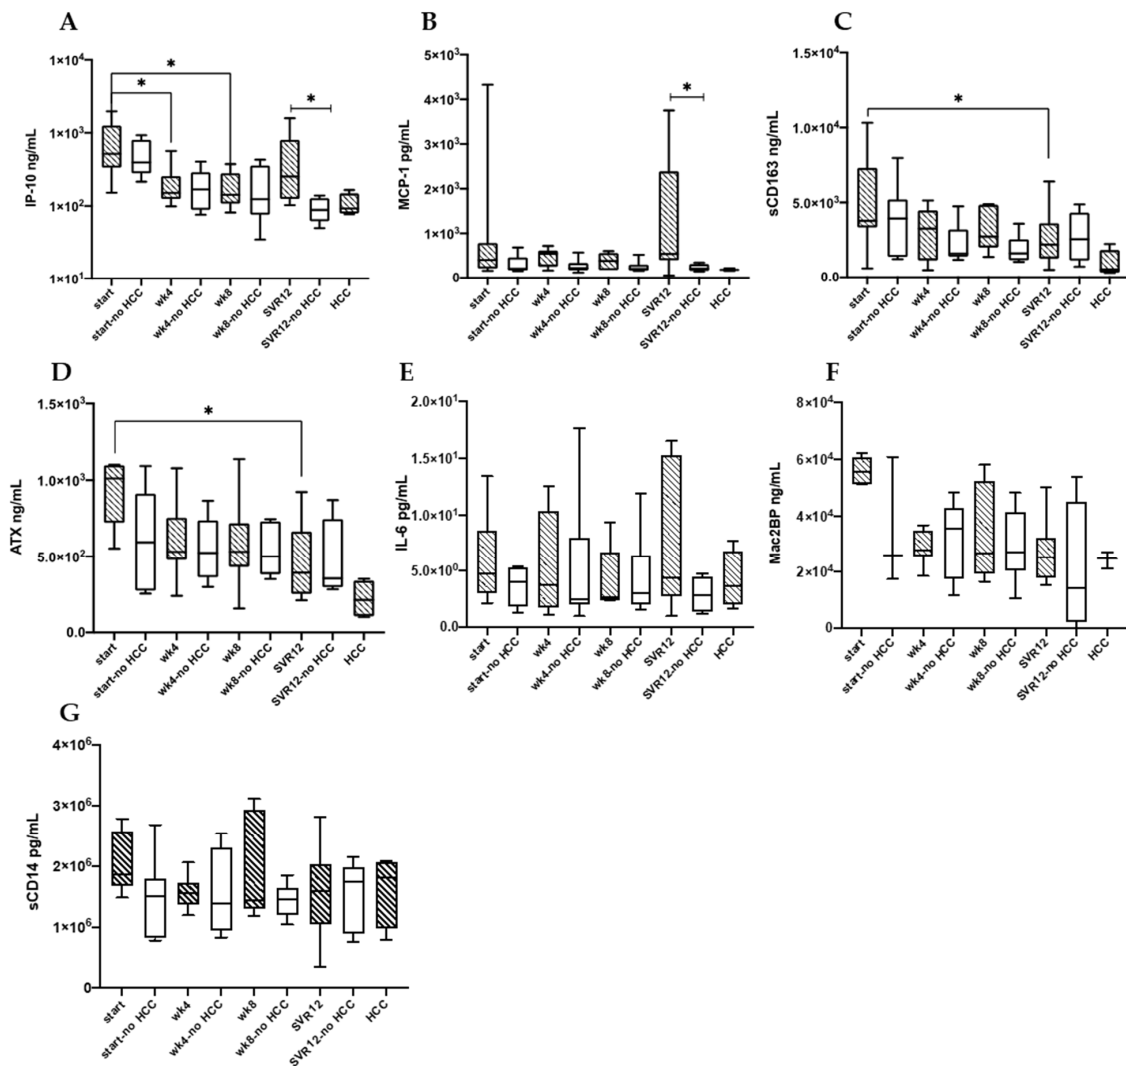 A
IP-10 ng/mL
1×10⁴
1×10³
1×10²
1×10¹
*
*
*
start
start-no HCC
wk4
wk4-no HCC
wk8
wk8-no HCC
SVR12
SVR12-no HCC
HCC
B
MCP-1 pg/mL
5×10³
4×10³
3×10³
2×10³
1×10³
0
*
start
start-no HCC
wk4
wk4-no HCC
wk8
wk8-no HCC
SVR12
SVR12-no HCC
HCC
C
sCD163 ng/mL
1.5×10⁴
1.0×10⁴
5.0×10³
0.0
*
start
start-no HCC
wk4
wk4-no HCC
wk8
wk8-no HCC
SVR12
SVR12-no HCC
HCC
D
ATX ng/mL
1.5×10³
1.0×10³
5.0×10²
0.0
*
start
start-no HCC
wk4
wk4-no HCC
wk8
wk8-no HCC
SVR12
SVR12-no HCC
HCC
E
IL-6 pg/mL
2.0×10¹
1.5×10¹
1.0×10¹
5.0×10⁰
0.0
start
start-no HCC
wk4
wk4-no HCC
wk8
wk8-no HCC
SVR12
SVR12-no HCC
HCC
F
Mac2BP ng/mL
8×10⁴
6×10⁴
4×10⁴
2×10⁴
0
start
start-no HCC
wk4
wk4-no HCC
wk8
wk8-no HCC
SVR12
SVR12-no HCC
HCC
G
sCD14 pg/mL
4×10⁶
3×10⁶
2×10⁶
1×10⁶
0
start
start-no HCC
wk4
wk4-no HCC
wk8
wk8-no HCC
SVR12
SVR12-no HCC
HCC